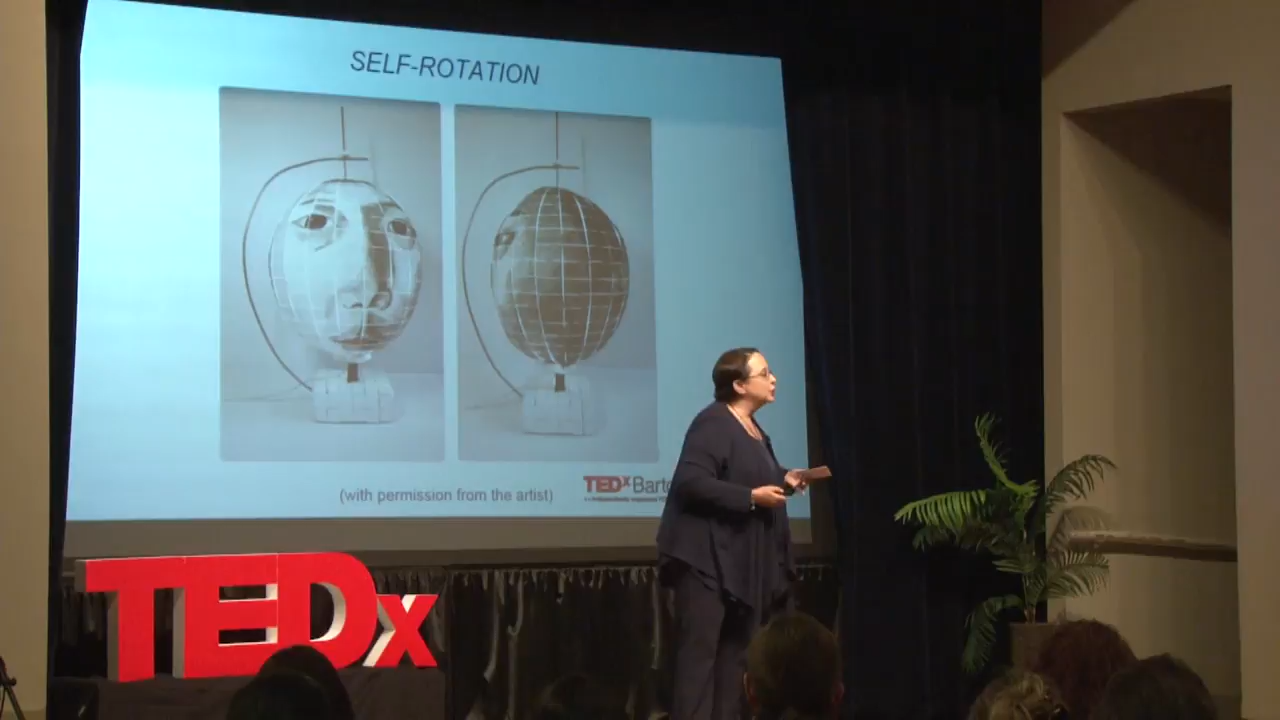 SELF-ROTATION
(with permission from the artist)
TEDx
TEDx